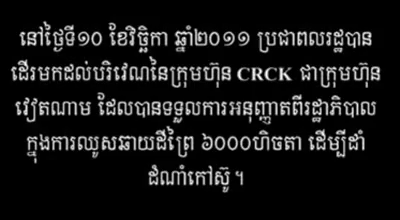 នៅថ្ងៃទី១០ ខែវិច្ឆិកា ឆ្នាំ២០១១ ប្រជាពលរដ្ឋបាន
ដើរមកដល់បរិវេណនៃក្រុមហ៊ុន CRCK ជាក្រុមហ៊ុន
វៀតណាម ដែលបានទទួលការអនុញ្ញាតពីរដ្ឋាភិបាល
ក្នុងការឈូសឆាយដីព្រៃ ៦០០០ហិចតា ដើម្បីដាំ
ដំណាំកៅស៊ូ។